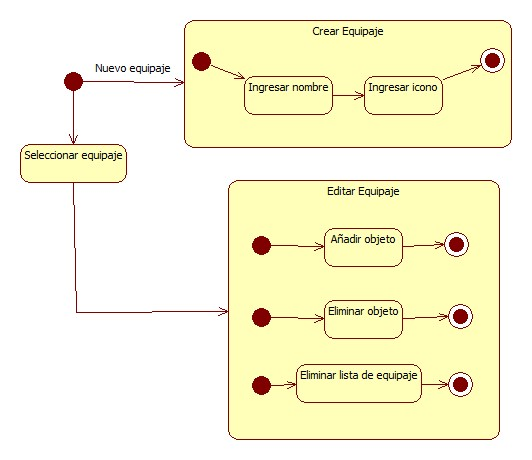 Crear Equipaje
Nuevo equipaje
Ingresar nombre
Ingresar icono
Seleccionar equipaje
Editar Equipaje
Añadir objeto
Eliminar objeto
Eliminar lista de equipaje